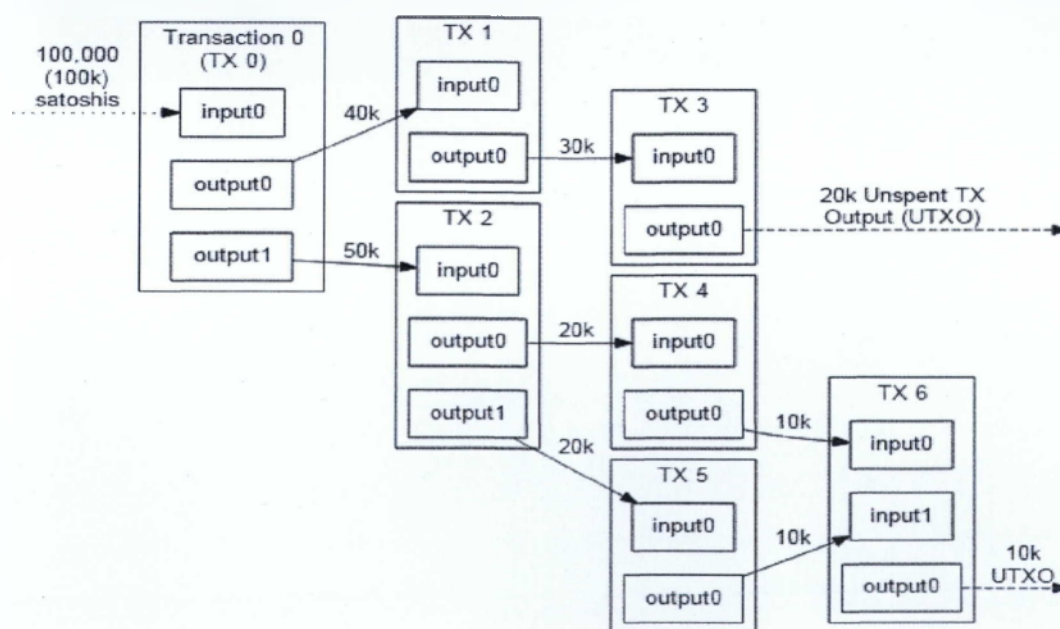 100,000
(100k)
satoshis
Transaction 0
(TX 0)
input0
output0
output1
40k
50k
TX 1
input0
output0
30k
TX 2
input0
output0
output1
20k
20k
TX 3
input0
output0
20k Unspent TX
Output (UTXO)
TX 4
input0
output0
10k
TX 5
input0
output0
10k
TX 6
input0
input1
output0
10k
UTXO